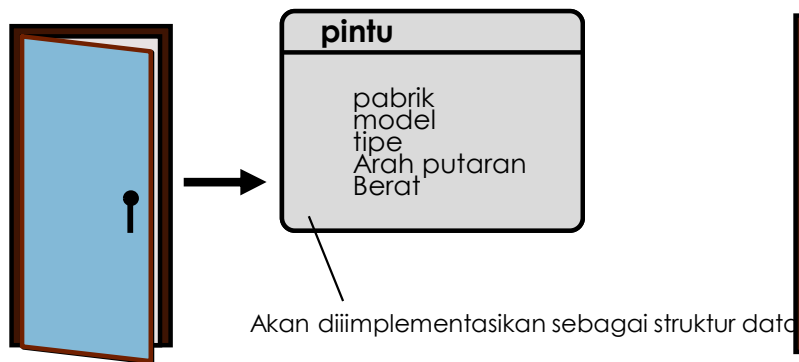 pintu
pabrik
model
tipe
Arah putaran
Berat
Akan diiimplementasikan sebagai struktur data